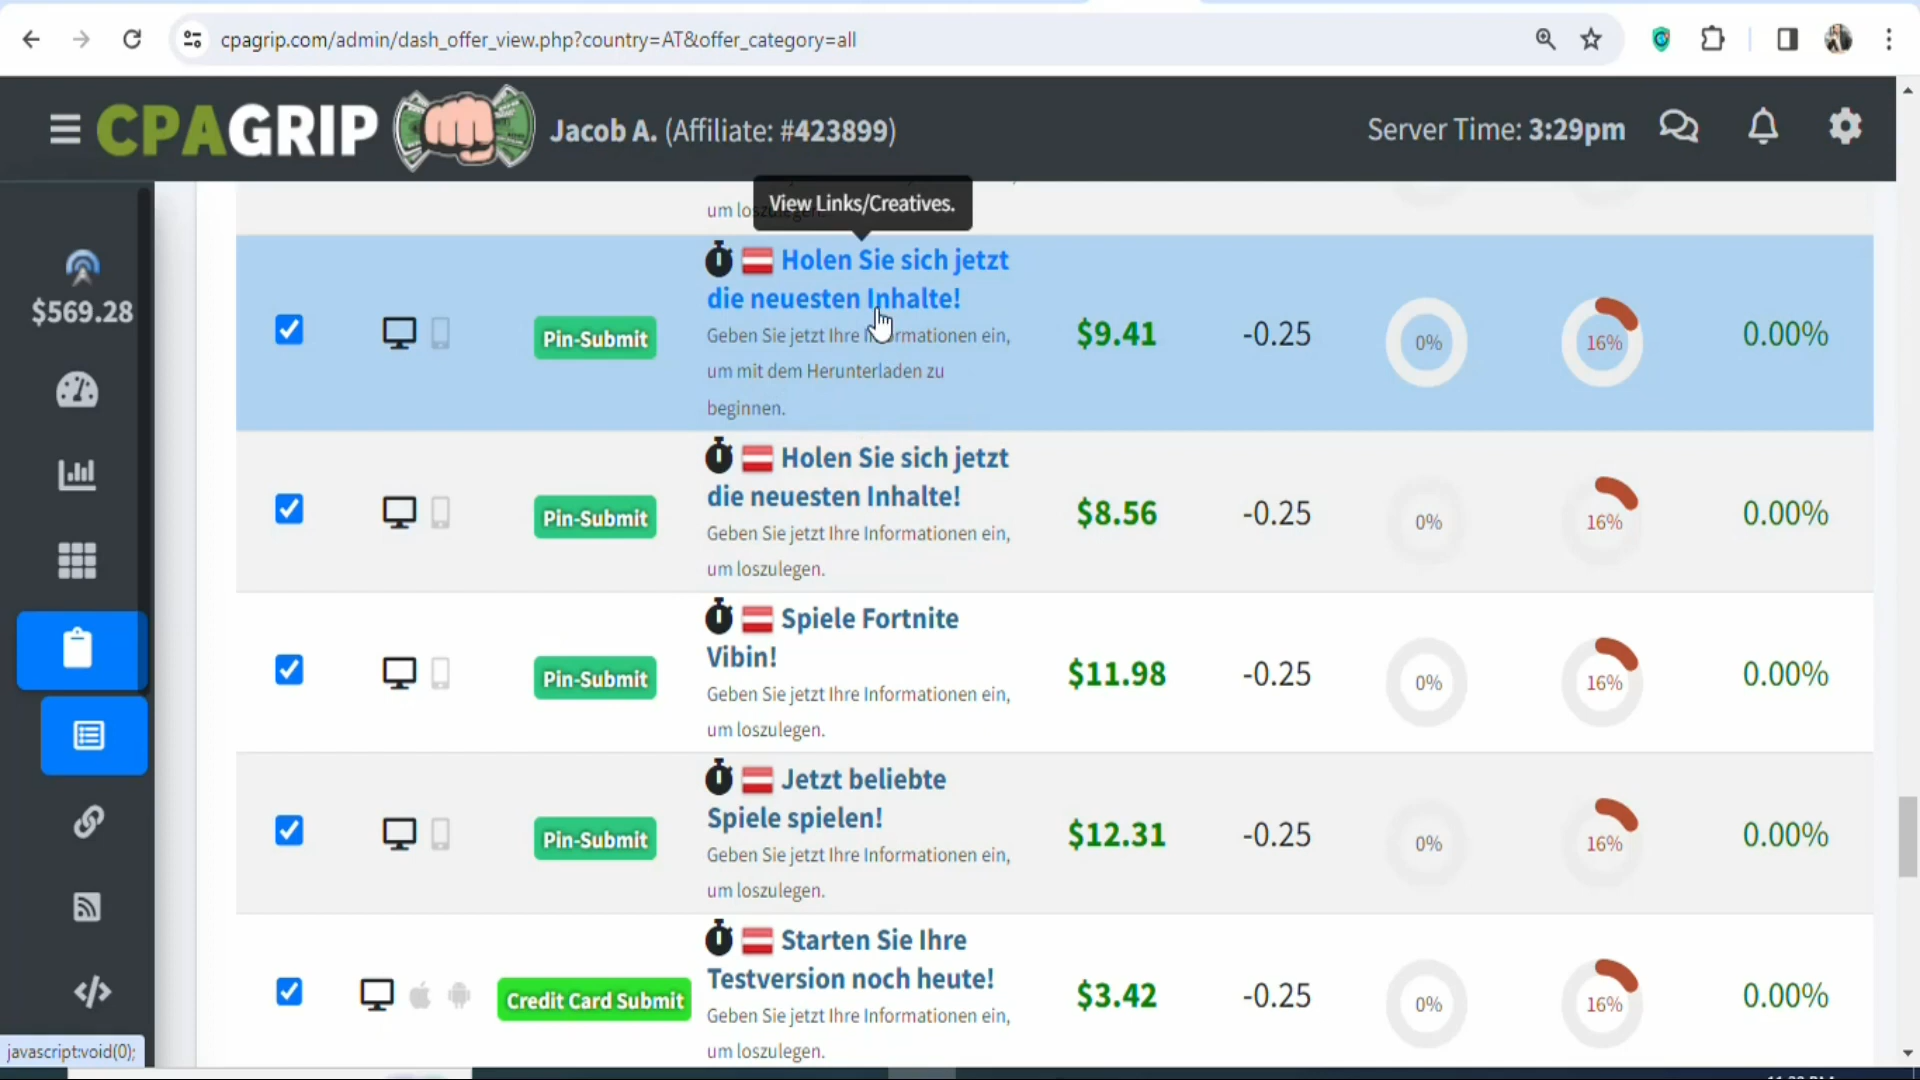 cpagrip.com/admin/dash_offer_view.php?country=AT&offer_category=all
CPAGRIP
Jacob A. (Affiliate: #423899)
Server Time: 3:29pm
View Links/Creatives.
um loszulegen.
$569.28
Pin-Submit
Holen Sie sich jetzt
die neuesten Inhalte!
Geben Sie jetzt Ihre Informationen ein,
um mit dem Herunterladen zu
beginnen.
$9.41
-0.25
0%
16%
0.00%
Pin-Submit
Holen Sie sich jetzt
die neuesten Inhalte!
Geben Sie jetzt Ihre Informationen ein,
um loszulegen.
$8.56
-0.25
0%
16%
0.00%
Pin-Submit
Spiele Fortnite
Vibin!
Geben Sie jetzt Ihre Informationen ein,
um loszulegen.
$11.98
-0.25
0%
16%
0.00%
Pin-Submit
Jetzt beliebte
Spiele spielen!
Geben Sie jetzt Ihre Informationen ein,
um loszulegen.
$12.31
-0.25
0%
16%
0.00%
Credit Card Submit
Starten Sie Ihre
Testversion noch heute!
Geben Sie jetzt Ihre Informationen ein,
um loszulegen.
$3.42
-0.25
0%
16%
0.00%
javascript:void(0);